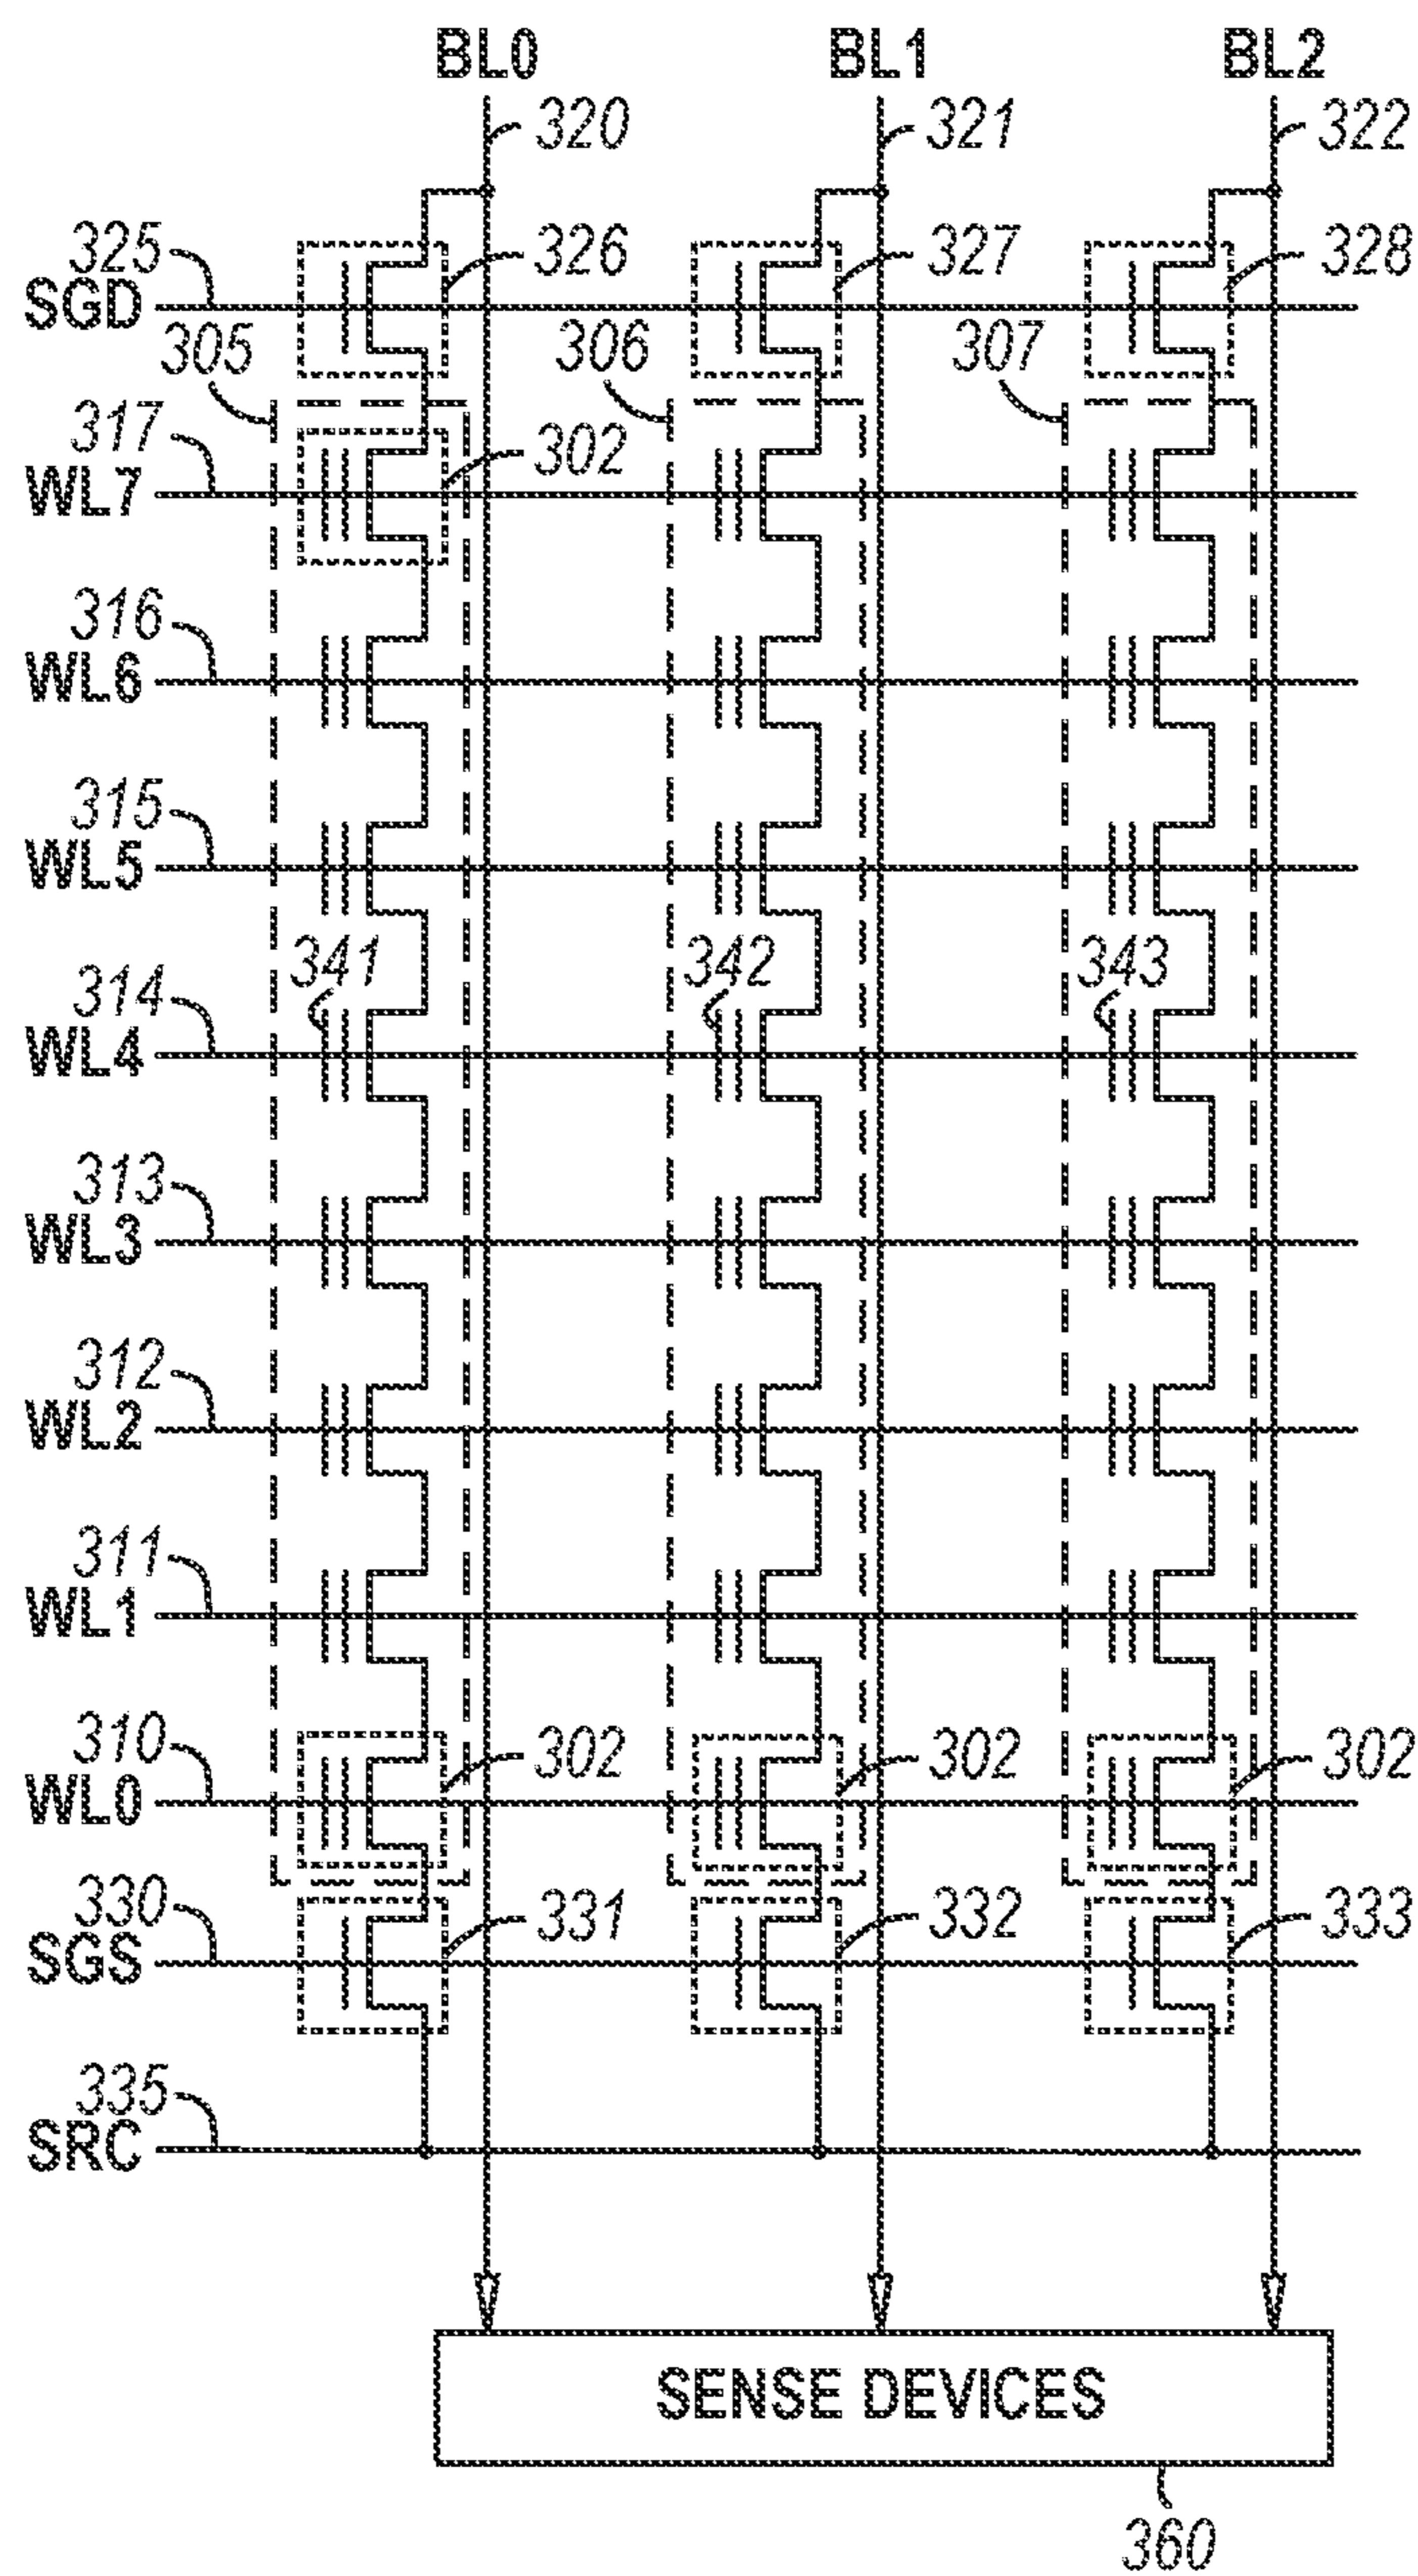 BL0 BL1 BL2
320 321 322
325 326 327 328
SGD
305 306 307
317 302
WL7
316
WL6
315
WL5
341 342 343
314
WL4
313
WL3
312
WL2
311
WL1
310 302 302 302
WL0
330 331 332 333
SGS
335
SRC
SENSE DEVICES
360